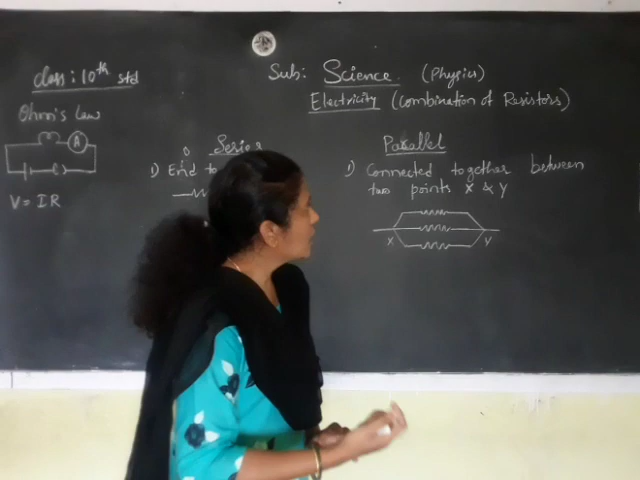 class: 10th std
Sub: Science (Physics)
Electricity (Combination of Resistors)
Ohm's law
A
V = IR
Series
1) End to
Parallel
1) Connected together between
two points X & Y
X Y